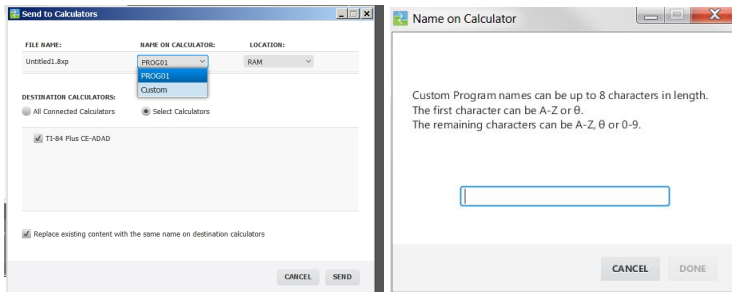 Send to Calculators
FILE NAME: NAME ON CALCULATOR: LOCATION:
Untitled1.8xp PROG01 RAM
PROG01
Custom
DESTINATION CALCULATORS:
All Connected Calculators Select Calculators
TI-84 Plus CE-ADAD
Replace existing content with the same name on destination calculators
CANCEL SEND
Name on Calculator
Custom Program names can be up to 8 characters in length.
The first character can be A-Z or θ.
The remaining characters can be A-Z, θ or 0-9.
CANCEL DONE